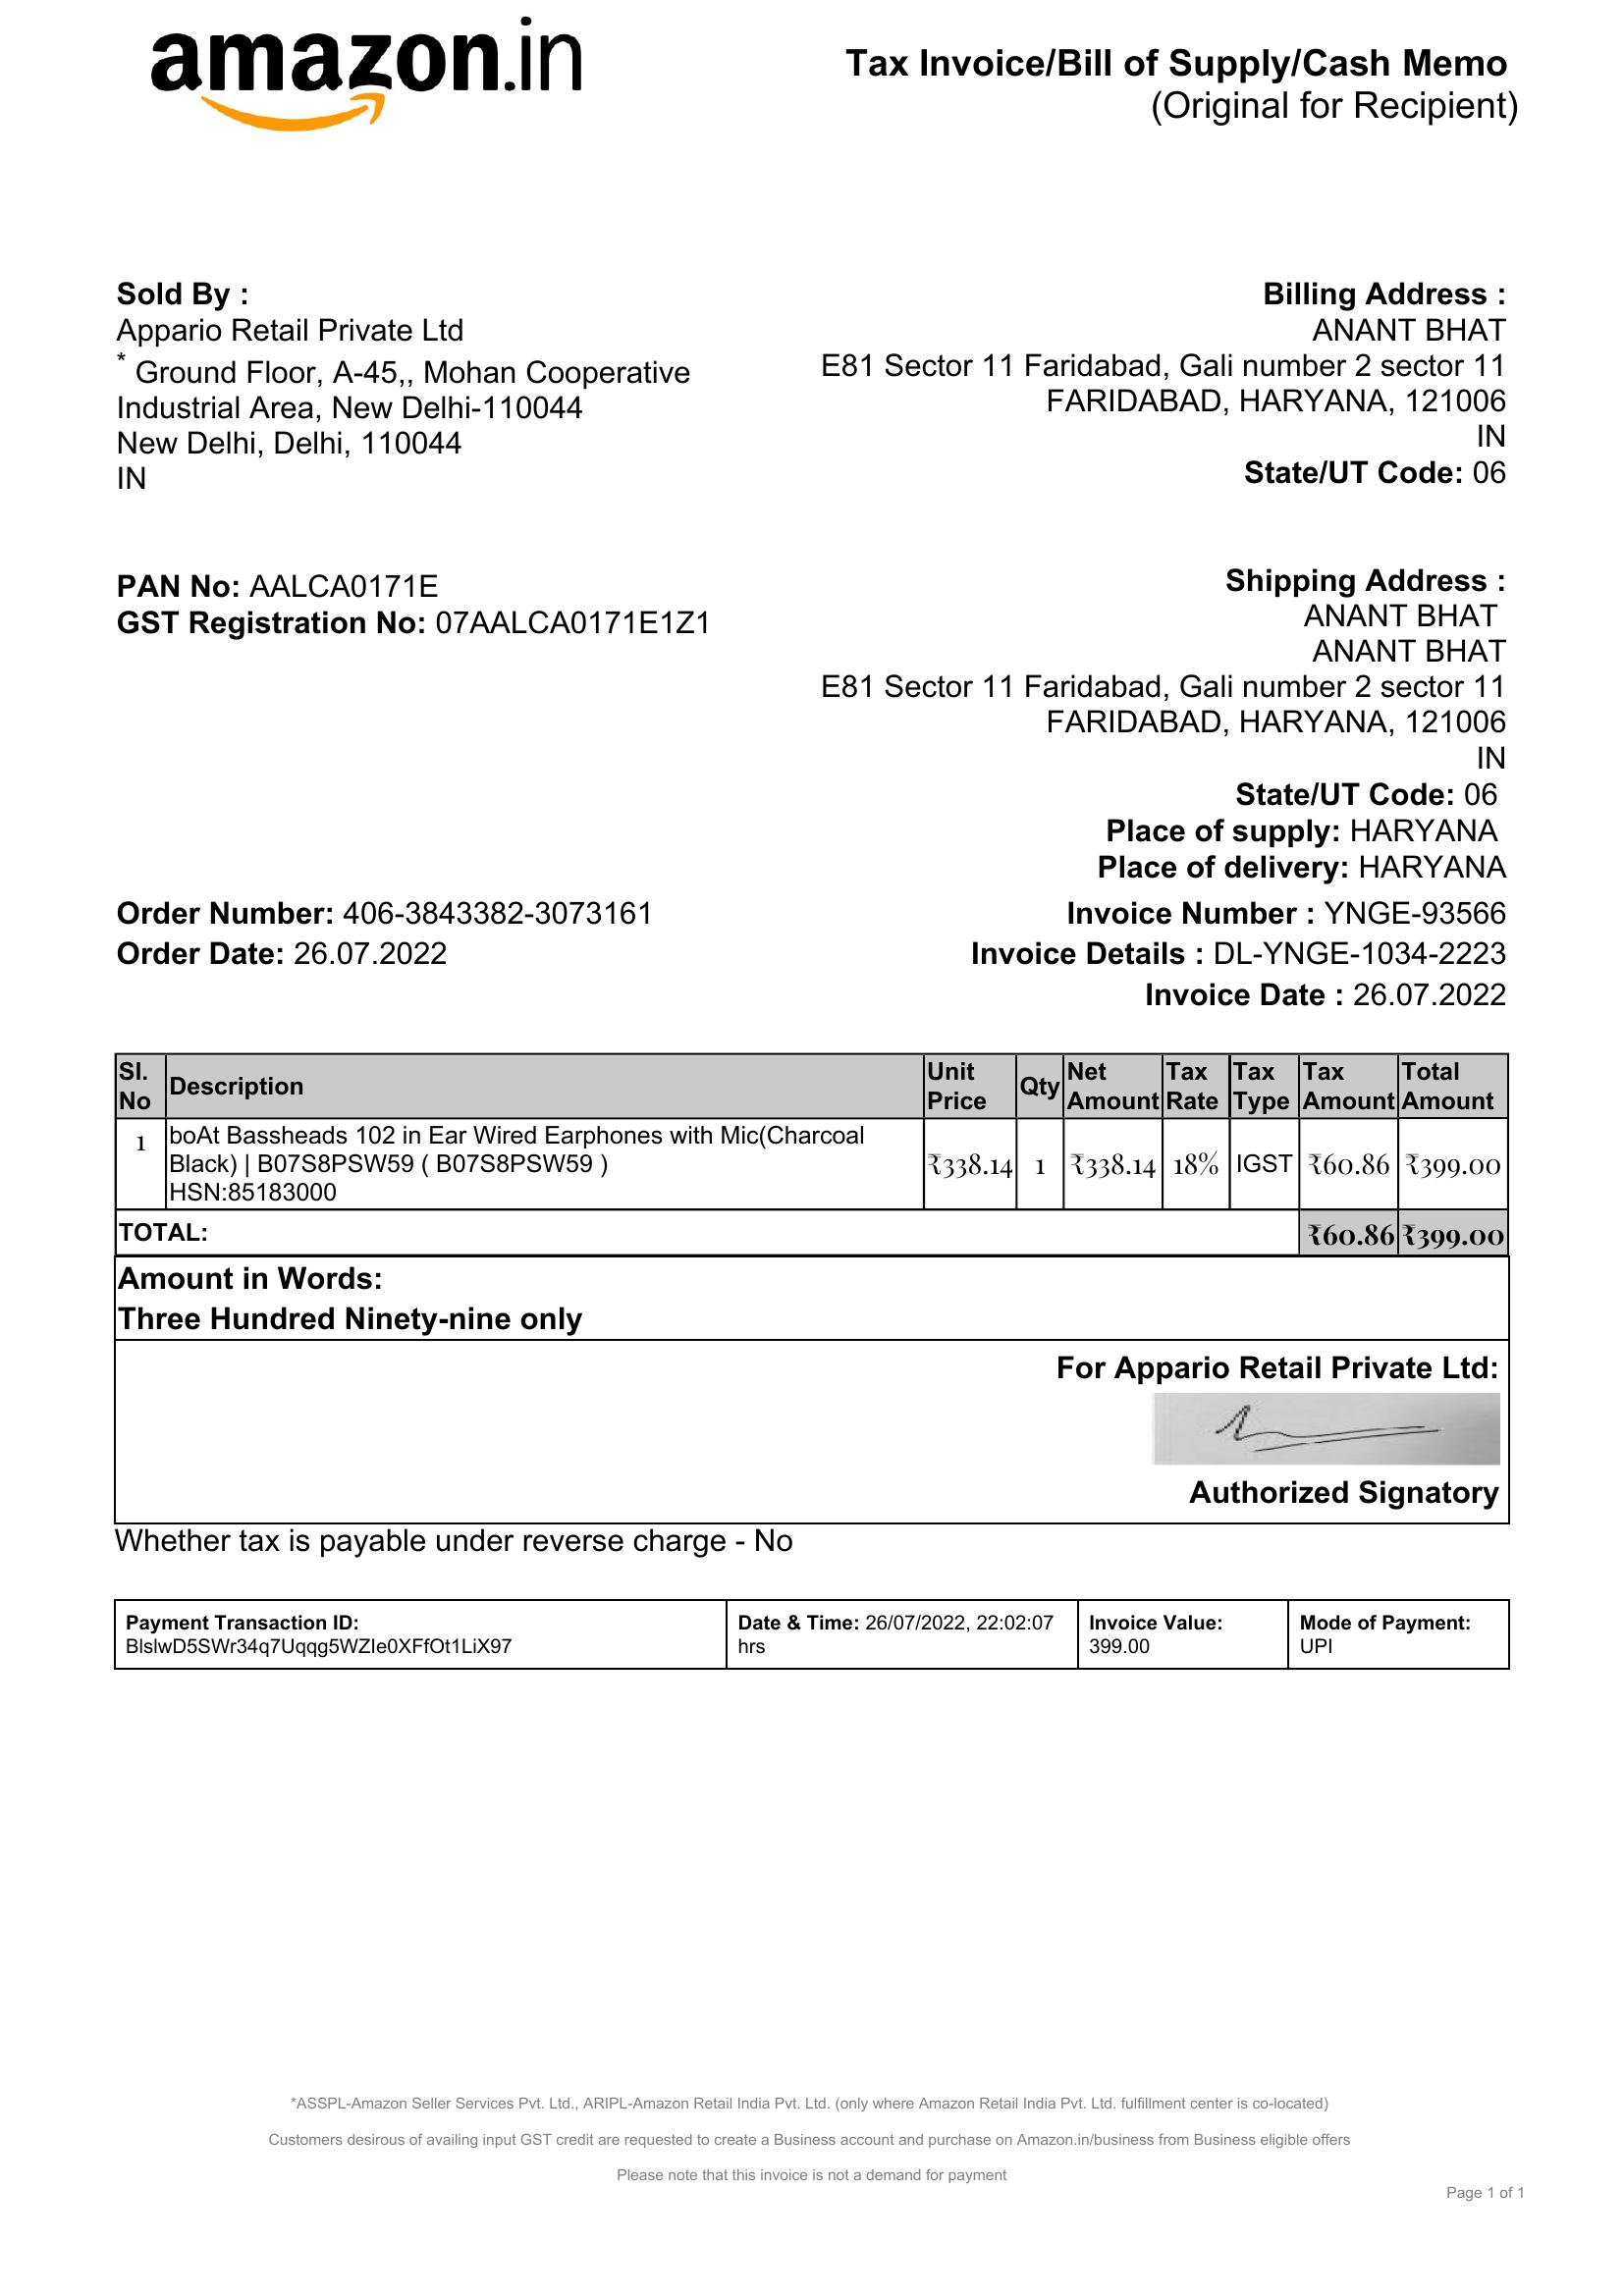 amazon.in
Tax Invoice/Bill of Supply/Cash Memo
(Original for Recipient)
Sold By :
Appario Retail Private Ltd
* Ground Floor, A-45,, Mohan Cooperative
Industrial Area, New Delhi-110044
New Delhi, Delhi, 110044
IN
Billing Address :
ANANT BHAT
E81 Sector 11 Faridabad, Gali number 2 sector 11
FARIDABAD, HARYANA, 121006
IN
State/UT Code: 06
PAN No: AALCA0171E
GST Registration No: 07AALCA0171E1Z1
Shipping Address :
ANANT BHAT
ANANT BHAT
E81 Sector 11 Faridabad, Gali number 2 sector 11
FARIDABAD, HARYANA, 121006
IN
State/UT Code: 06
Place of supply: HARYANA
Place of delivery: HARYANA
Order Number: 406-3843382-3073161
Order Date: 26.07.2022
Invoice Number : YNGE-93566
Invoice Details : DL-YNGE-1034-2223
Invoice Date : 26.07.2022
Sl. No Description Unit Price Qty Net Amount Tax Rate Tax Type Tax Amount Total Amount
1 boAt Bassheads 102 in Ear Wired Earphones with Mic(Charcoal
Black) | B07S8PSW59 ( B07S8PSW59 ) ₹338.14 1 ₹338.14 18% IGST ₹60.86 ₹399.00
HSN:85183000
TOTAL: ₹60.86 ₹399.00
Amount in Words:
Three Hundred Ninety-nine only
For Appario Retail Private Ltd:
Authorized Signatory
Whether tax is payable under reverse charge - No
Payment Transaction ID:
BlslwD5SWr34q7Uqqg5WZIe0XFfOt1LiX97
Date & Time: 26/07/2022, 22:02:07
hrs
Invoice Value:
399.00
Mode of Payment:
UPI
*ASSPL-Amazon Seller Services Pvt. Ltd., ARIPL-Amazon Retail India Pvt. Ltd. (only where Amazon Retail India Pvt. Ltd. fulfillment center is co-located)
Customers desirous of availing input GST credit are requested to create a Business account and purchase on Amazon.in/business from Business eligible offers
Please note that this invoice is not a demand for payment
Page 1 of 1